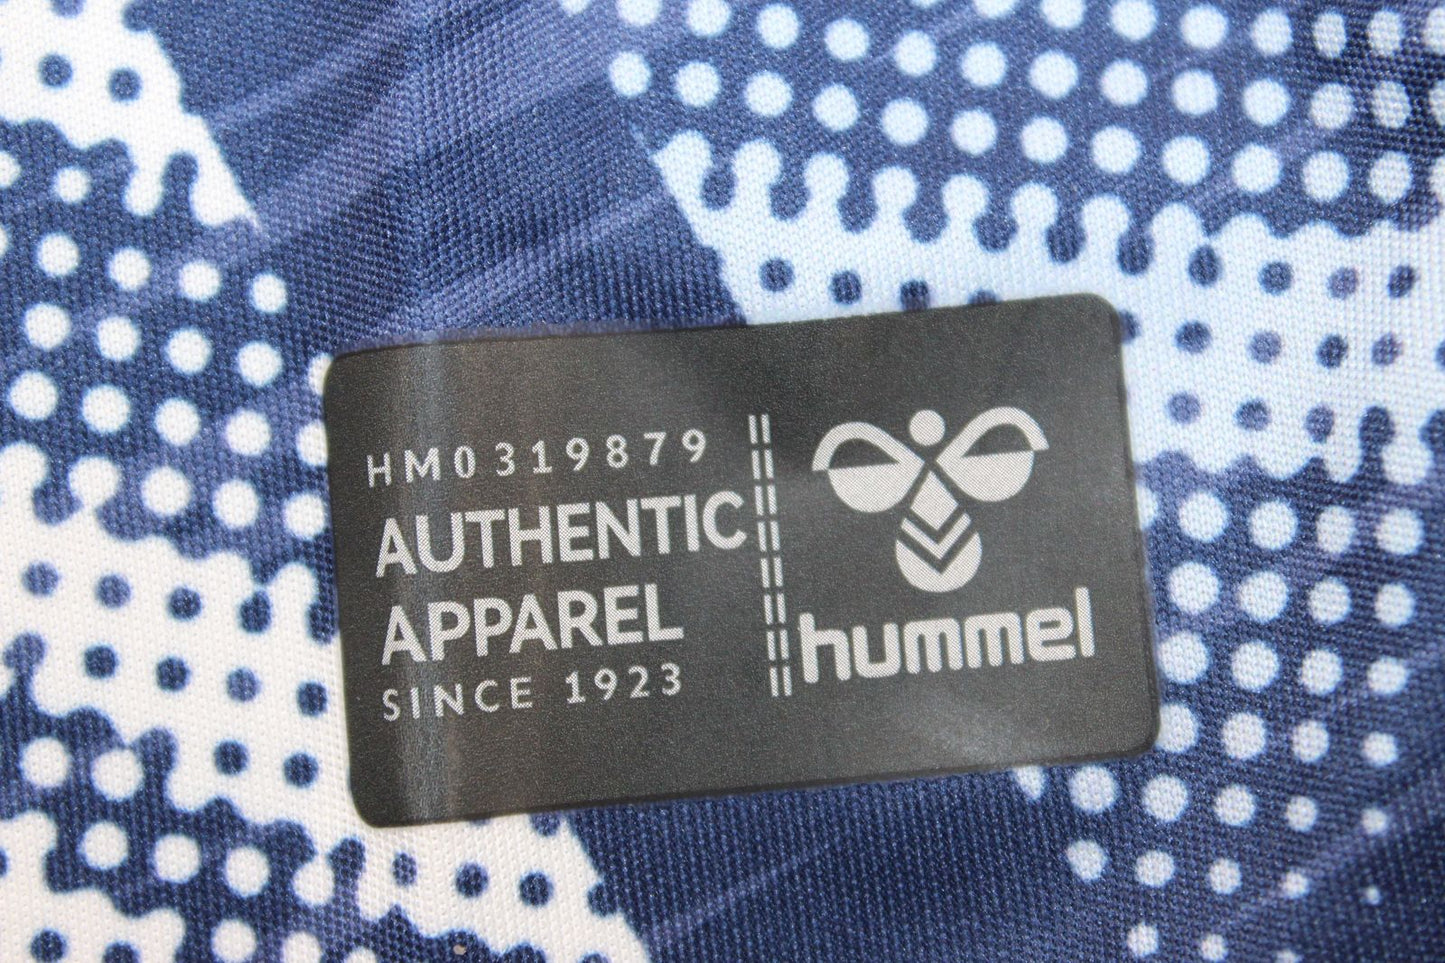 HM0319879
AUTHENTIC
APPAREL
SINCE 1923
hummel